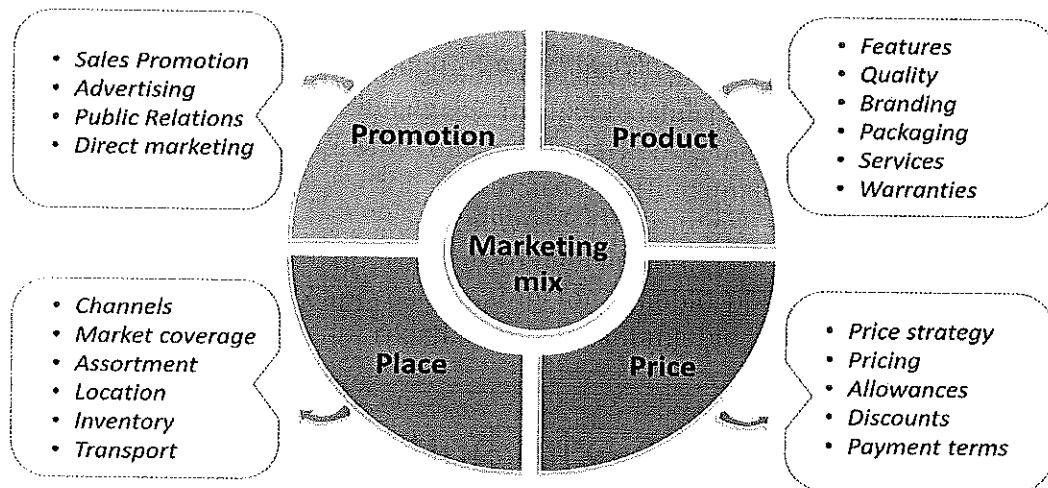 • Sales Promotion
• Advertising
• Public Relations
• Direct marketing
Promotion
Product
• Features
• Quality
• Branding
• Packaging
• Services
• Warranties
Marketing
mix
• Channels
• Market coverage
• Assortment
• Location
• Inventory
• Transport
Place
Price
• Price strategy
• Pricing
• Allowances
• Discounts
• Payment terms